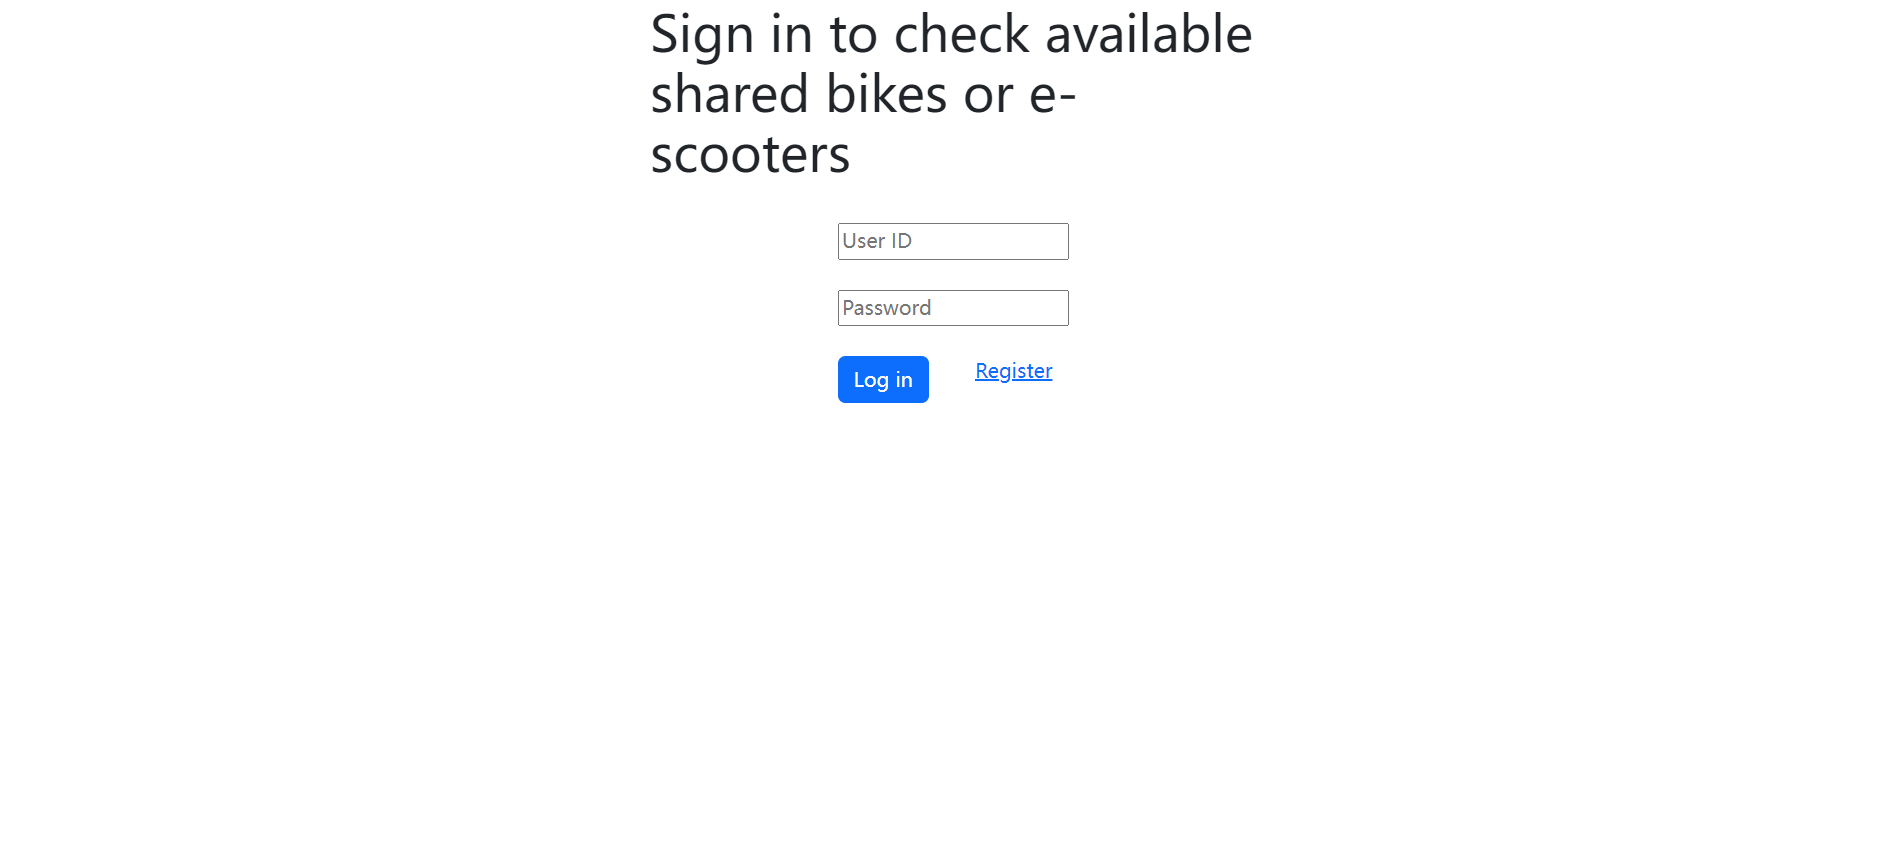 Sign in to check available
shared bikes or e-
scooters
User ID
Password
Log in
Register